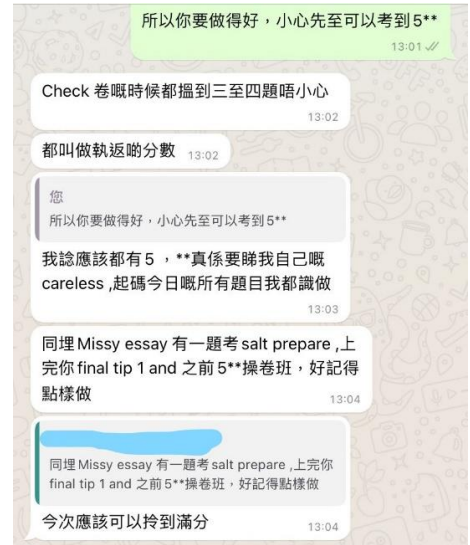 所以你要做得好，小心先至可以考到5**
13:01
Check 卷嘅時候都搵到三至四題唔小心
13:02
都叫做執返啲分數 13:02
您
所以你要做得好，小心先至可以考到5**
我諗應該都有5 ，**真係要睇我自己嘅
careless ,起碼今日嘅所有題目我都識做
13:03
同埋 Missy essay 有一題考 salt prepare ,上
完你 final tip 1 and 之前 5**操卷班，好記得
點樣做
13:04
同埋 Missy essay 有一題考 salt prepare ,上完你
final tip 1 and 之前 5**操卷班，好記得點樣做
今次應該可以拎到滿分
13:04